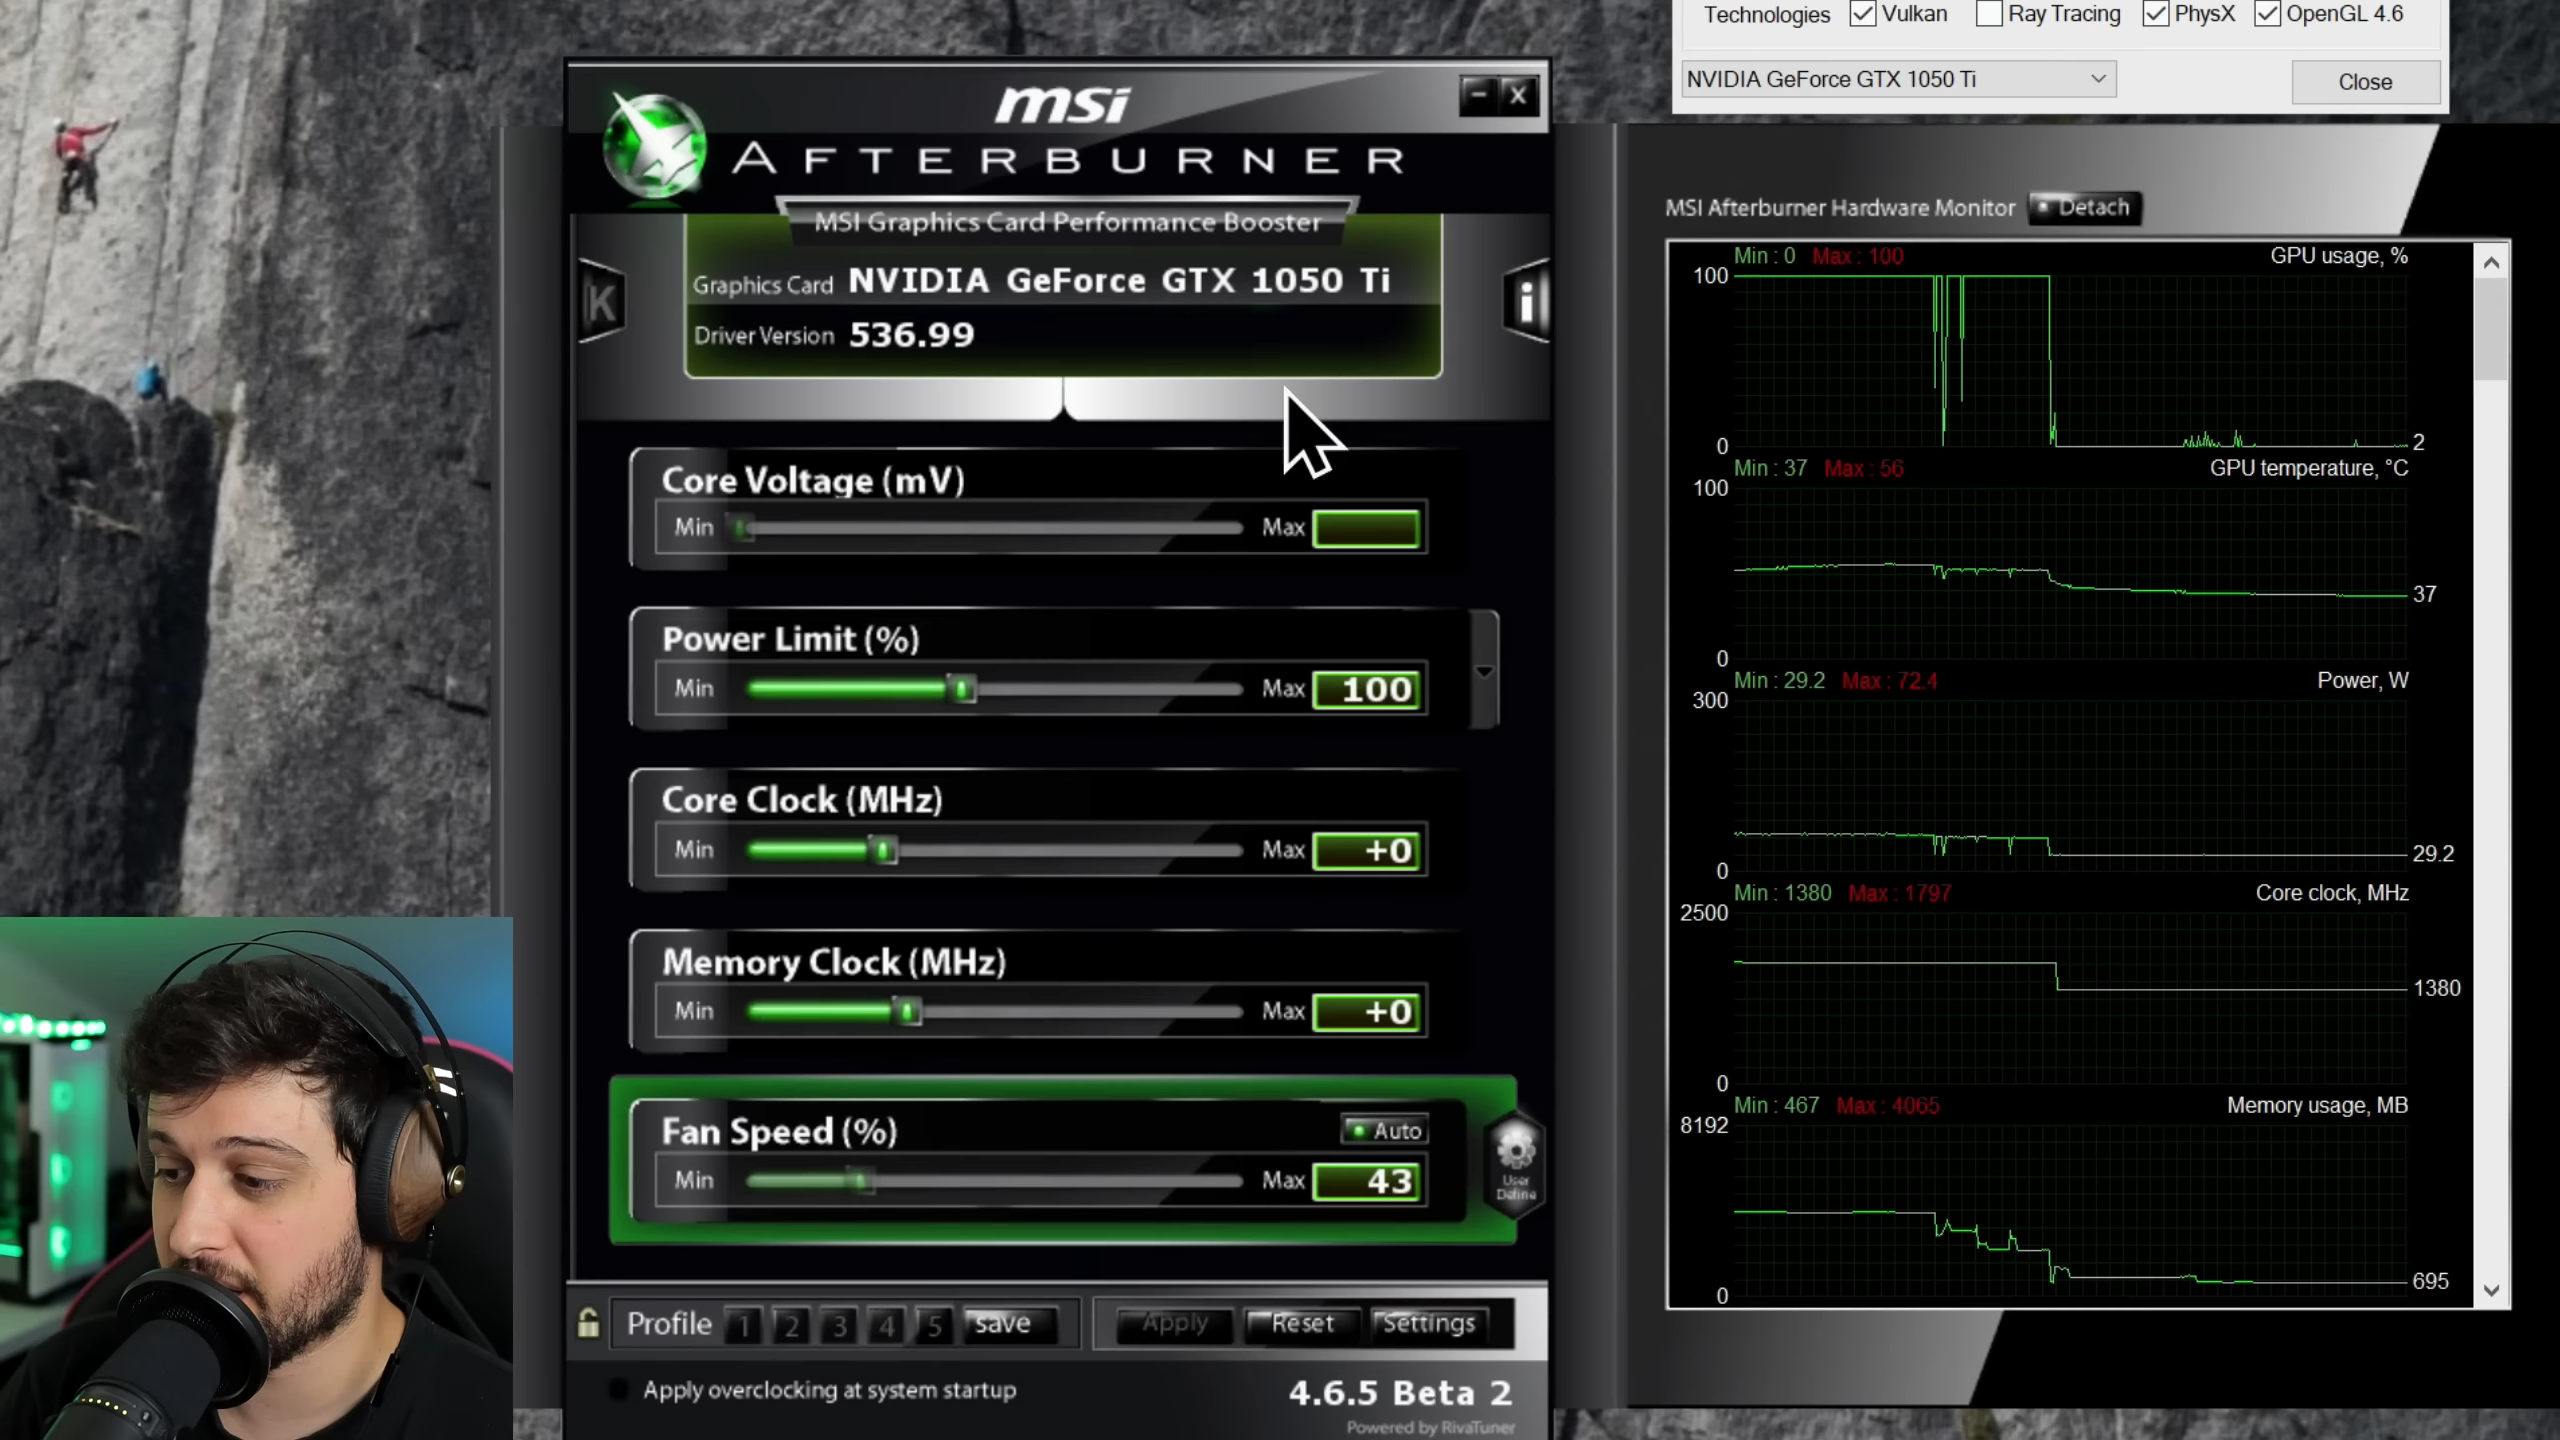 Technologies Vulkan Ray Tracing PhysX OpenGL 4.6
NVIDIA GeForce GTX 1050 Ti
Close
msi
AFTERBURNER
MSI Graphics Card Performance Booster
Graphics Card NVIDIA GeForce GTX 1050 Ti
Driver Version 536.99
K
i
Core Voltage (mV)
Min Max
Power Limit (%)
Min Max 100
Core Clock (MHz)
Min Max +0
Memory Clock (MHz)
Min Max +0
Fan Speed (%) Auto
Min Max 43
User
Define
Profile 1 2 3 4 5 save Apply Reset Settings
Apply overclocking at system startup
4.6.5 Beta 2
Powered by RivaTuner
MSI Afterburner Hardware Monitor Detach
Min : 0 Max : 100 GPU usage, %
100
0 2
Min : 37 Max : 56 GPU temperature, °C
100
37
0
Min : 29.2 Max : 72.4 Power, W
300
29.2
0
Min : 1380 Max : 1797 Core clock, MHz
2500
1380
0
Min : 467 Max : 4065 Memory usage, MB
8192
695
0